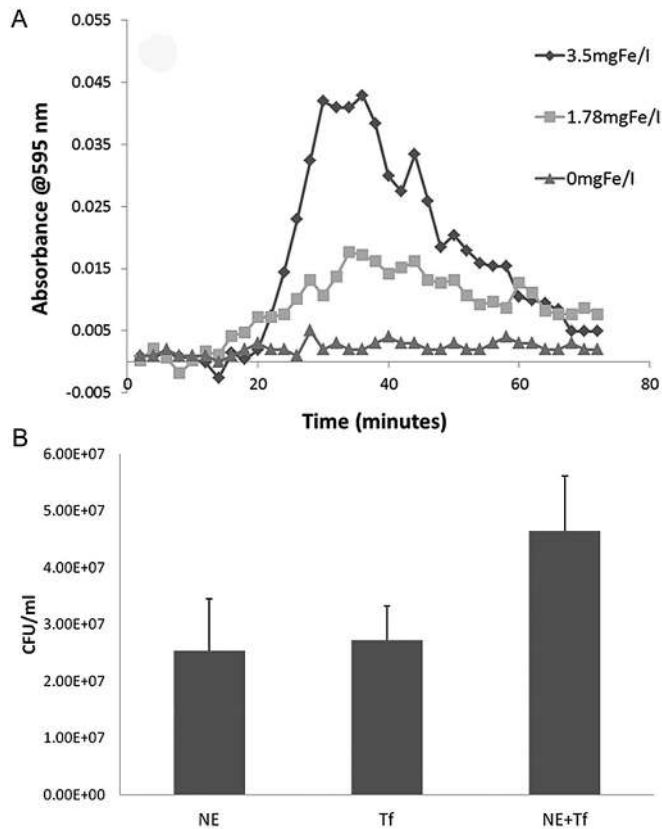 A
0.055
0.045
0.035
0.025
0.015
0.005
-0.005
Absorbance @595 nm
0
20
40
60
80
Time (minutes)
3.5mgFe/l
1.78mgFe/l
0mgFe/l
B
6.00E+07
5.00E+07
4.00E+07
3.00E+07
2.00E+07
1.00E+07
0.00E+00
CFU/ml
NE
Tf
NE+Tf